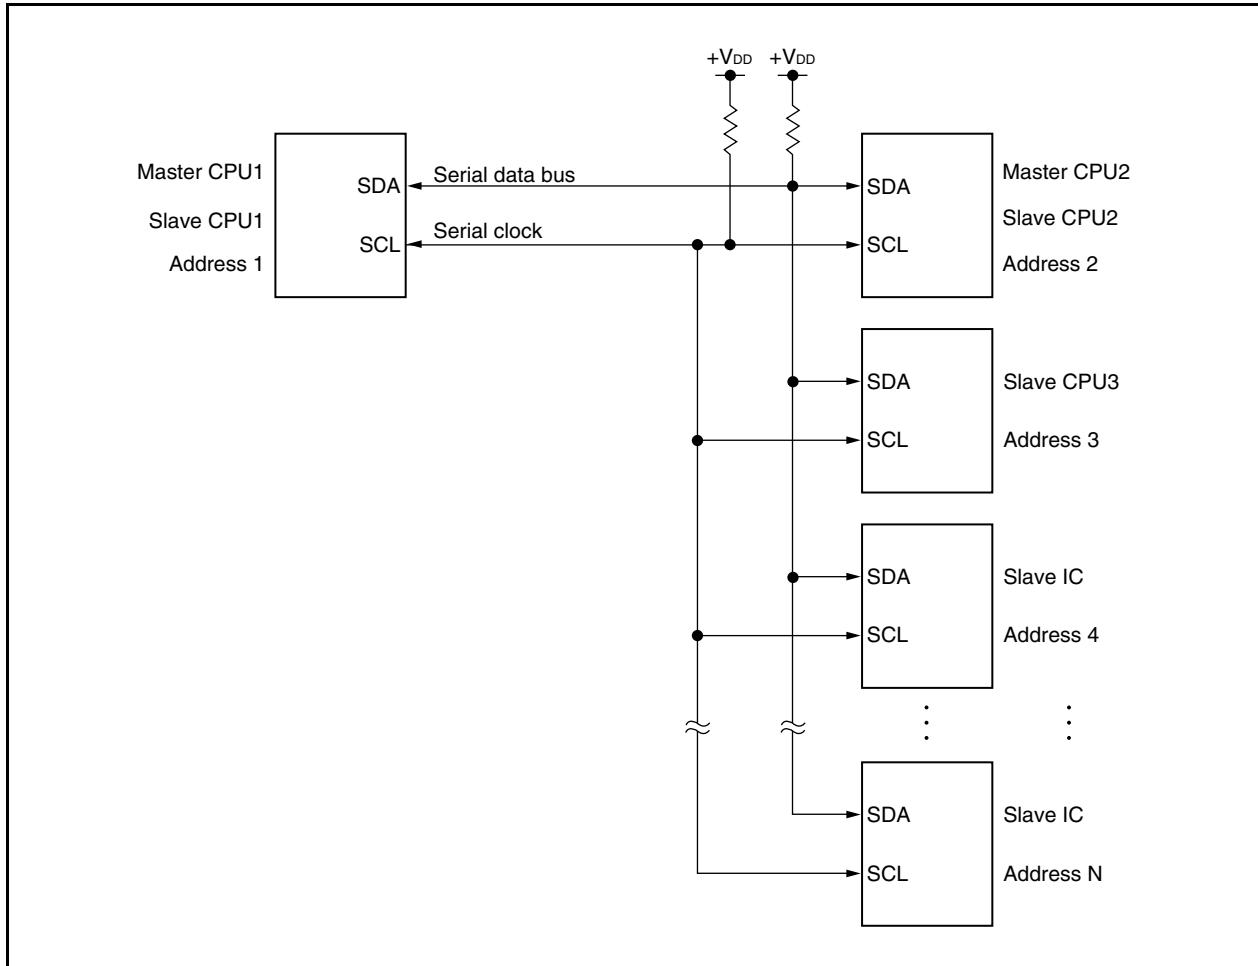 +VDD +VDD
Master CPU1
Slave CPU1
Address 1
SDA
SCL
Serial data bus
Serial clock
SDA
SCL
Master CPU2
Slave CPU2
Address 2
SDA
SCL
Slave CPU3
Address 3
SDA
SCL
Slave IC
Address 4
SDA
SCL
Slave IC
Address N